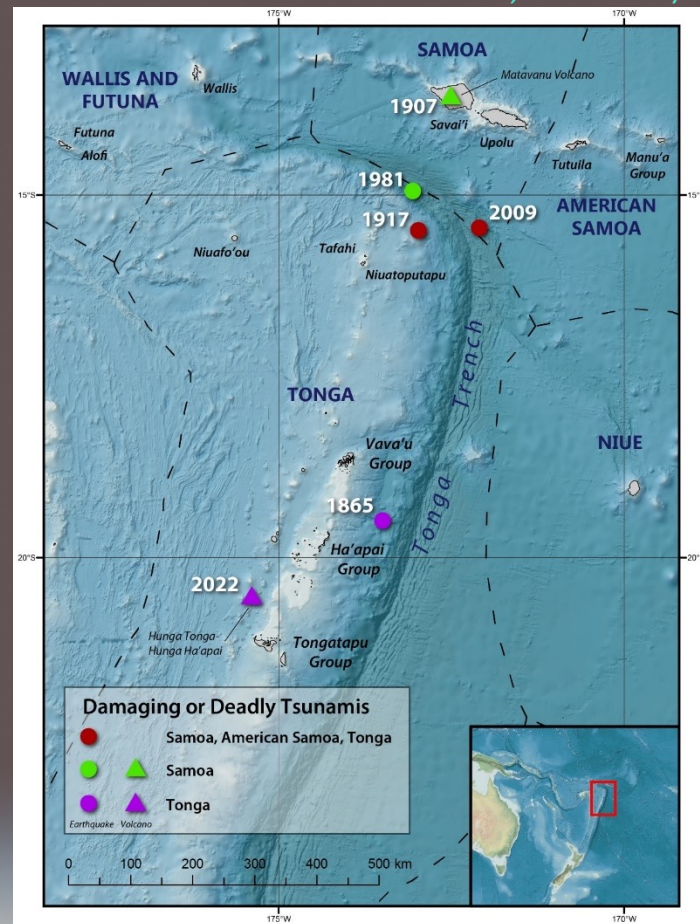 175°W
170°W
SAMOA
Matavanu Volcano
WALLIS AND
FUTUNA
Wallis
1907
Savai'i
Upolu
Futuna
Alofi
Tutuila
Manu'a
Group
1981
15°S
15°S
1917
2009
AMERICAN
SAMOA
Niuafo'ou
Tafahi
Niuatoputapu
Tonga Trench
TONGA
Vava'u
Group
NIUE
1865
Ha'apai
Group
20°S
20°S
2022
Hunga Tonga
Hunga Ha'apai
Tongatapu
Group
Damaging or Deadly Tsunamis
Samoa, American Samoa, Tonga
Samoa
Tonga
Earthquake Volcano
0 100 200 300 400 500 km
175°W
170°W